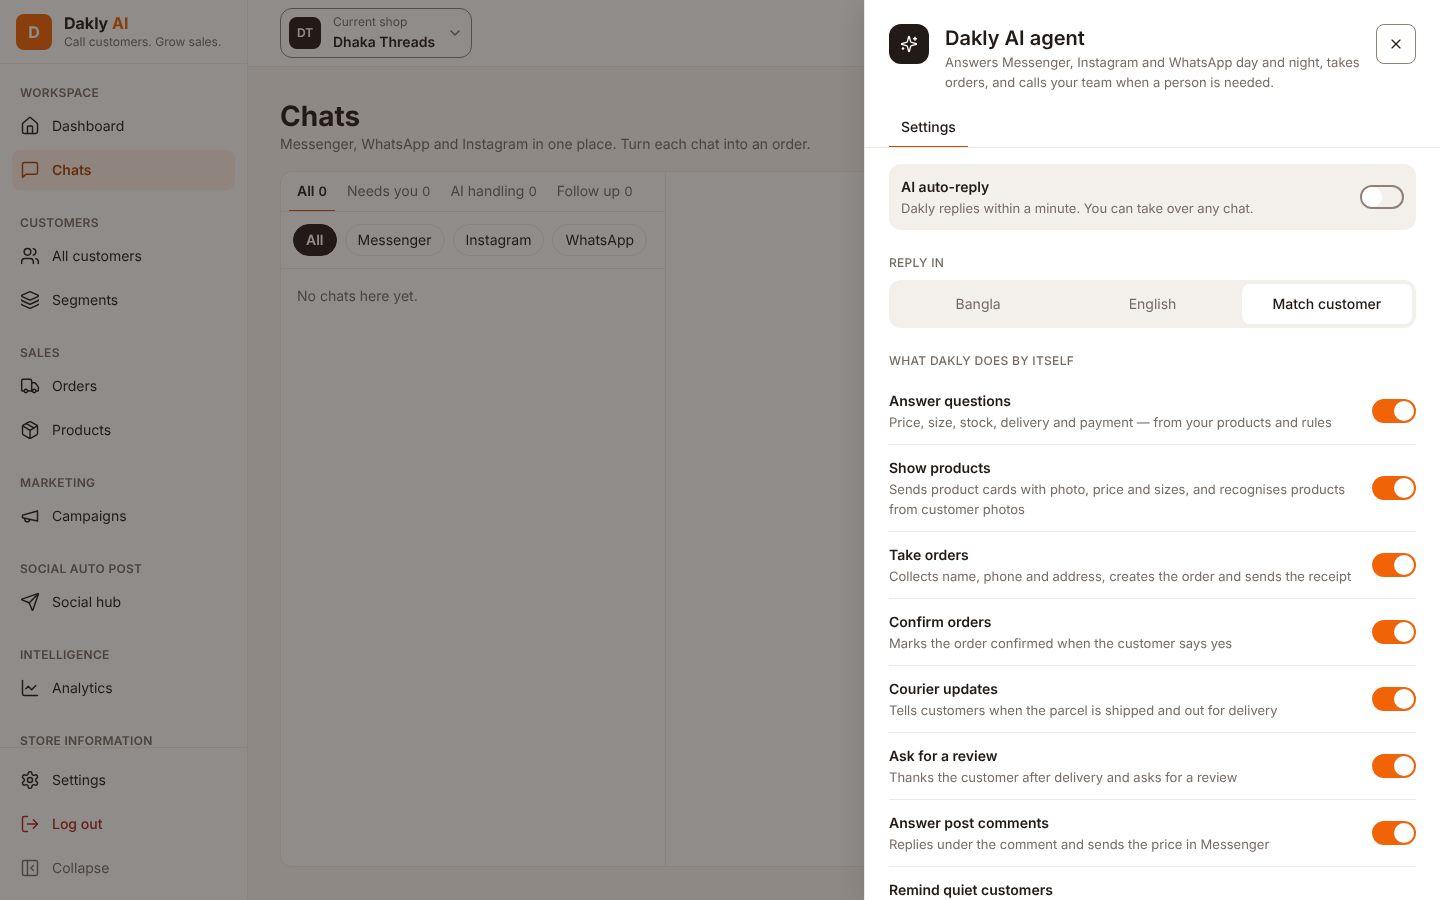 D
Dakly AI
Call customers. Grow sales.
WORKSPACE
Dashboard
Chats
CUSTOMERS
All customers
Segments
SALES
Orders
Products
MARKETING
Campaigns
SOCIAL AUTO POST
Social hub
INTELLIGENCE
Analytics
STORE INFORMATION
Settings
Log out
Collapse
DT
Current shop
Dhaka Threads
Chats
Messenger, WhatsApp and Instagram in one place. Turn each chat into an order.
All 0 Needs you 0 AI handling 0 Follow up 0
All Messenger Instagram WhatsApp
No chats here yet.
Dakly AI agent
Answers Messenger, Instagram and WhatsApp day and night, takes
orders, and calls your team when a person is needed.
Settings
AI auto-reply
Dakly replies within a minute. You can take over any chat.
REPLY IN
Bangla English Match customer
WHAT DAKLY DOES BY ITSELF
Answer questions
Price, size, stock, delivery and payment — from your products and rules
Show products
Sends product cards with photo, price and sizes, and recognises products
from customer photos
Take orders
Collects name, phone and address, creates the order and sends the receipt
Confirm orders
Marks the order confirmed when the customer says yes
Courier updates
Tells customers when the parcel is shipped and out for delivery
Ask for a review
Thanks the customer after delivery and asks for a review
Answer post comments
Replies under the comment and sends the price in Messenger
Remind quiet customers